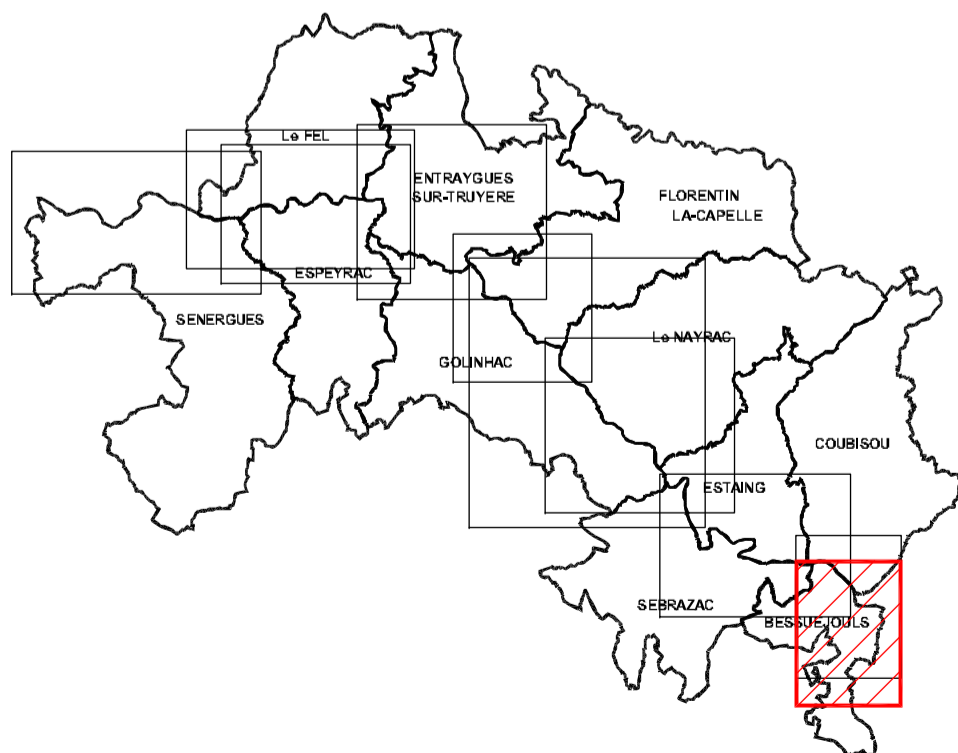 Le FEL
ENTRAYGUES
SUR-TRUYERE
FLORENTIN
LA-CAPELLE
ESPEYRAC
SENERGUES
Le NAYRAC
GOLINHAC
COUBISOU
ESTAING
SEBRAZAC
BESSUEJOULS